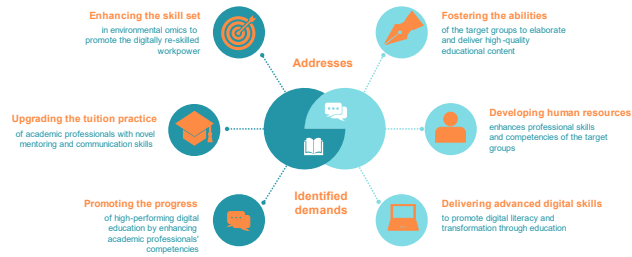 Enhancing the skill set
in environmental omics to
promote the digitally re-skilled
workpower
Fostering the abilities
of the target groups to elaborate
and deliver high -quality
educational content
Addresses
Upgrading the tuition practice
of academic professionals with novel
mentoring and communication skills
Developing human resources
enhances professional skills
and competencies of the target
groups
Identified
demands
Promoting the progress
of high-performing digital
education by enhancing
academic professionals'
competencies
Delivering advanced digital skills
to promote digital literacy and
transformation through education